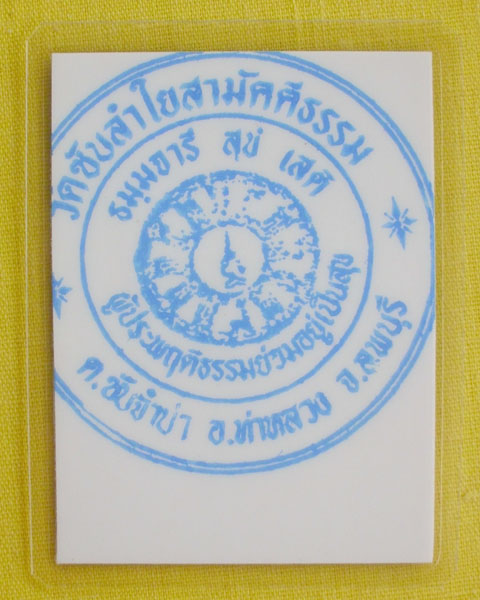 วัดซับลำใยสามัคคีธรรม
ธมฺมจารี สุขํ เสติ
ผู้ประพฤติธรรมย่อมอยู่เป็นสุข
ต.ซับจำปา อ.ท่าหลวง จ.ลพบุรี